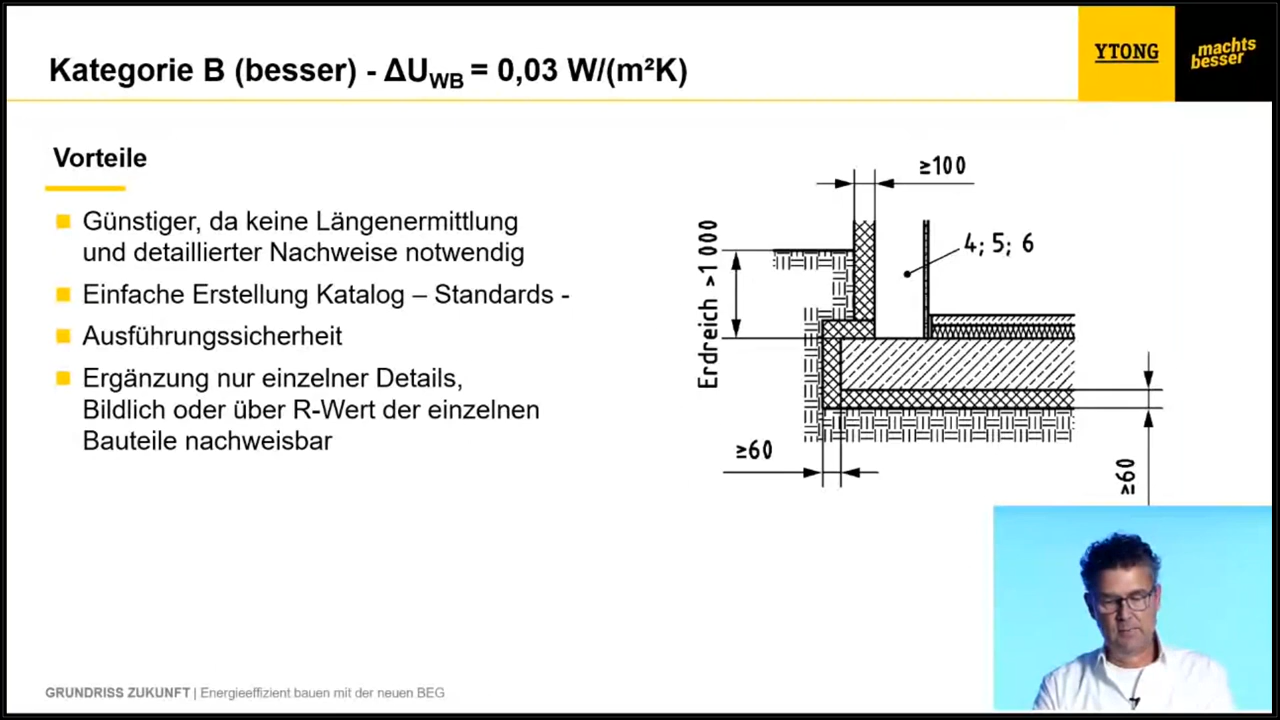 Kategorie B (besser) - ΔU_WB = 0,03 W/(m²K)
YTONG
machts
besser
Vorteile
Günstiger, da keine Längenermittlung
und detaillierter Nachweise notwendig
Einfache Erstellung Katalog – Standards -
Ausführungssicherheit
Ergänzung nur einzelner Details,
Bildlich oder über R-Wert der einzelnen
Bauteile nachweisbar
≥100
4; 5; 6
Erdreich >1 000
≥60
≥60
GRUNDRISS ZUKUNFT | Energieeffizient bauen mit der neuen BEG